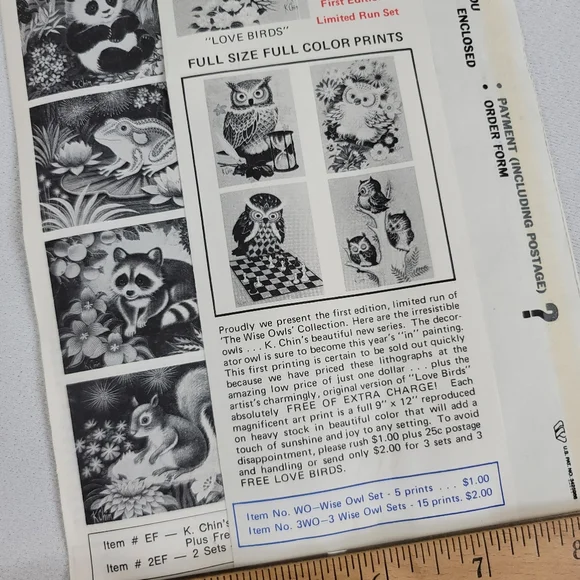 First Edition
Limited Run Set
"LOVE BIRDS"
FULL SIZE FULL COLOR PRINTS
Proudly we present the first edition, limited run of
'The Wise Owls' Collection. Here are the irresistible
owls . . . K. Chin's beautiful new series. The decor-
ator owl is sure to become this year's "in" painting.
This first printing is certain to be sold out quickly
because we have priced these lithographs at the
amazing low price of just one dollar . . . . plus the
artist's charmingly, original version of "Love Birds"
absolutely FREE OF EXTRA CHARGE! Each
magnificent art print is a full 9" x 12" reproduced
on heavy stock in beautiful color that will add a
touch of sunshine and joy to any setting. To avoid
disappointment, please rush $1.00 plus 25c postage
and handling or send only $2.00 for 3 sets and 3
FREE LOVE BIRDS.
Item No. WO—Wise Owl Set - 5 prints . . . $1.00
Item No. 3WO—3 Wise Owl Sets - 15 prints. $2.00
Item # EF — K. Chin's
Plus Fre
Item # 2EF — 2 Sets
OU
ENCLOSED
• PAYMENT (INCLUDING POSTAGE)
• ORDER FORM
?
U.S. PAT. NO.
7
8